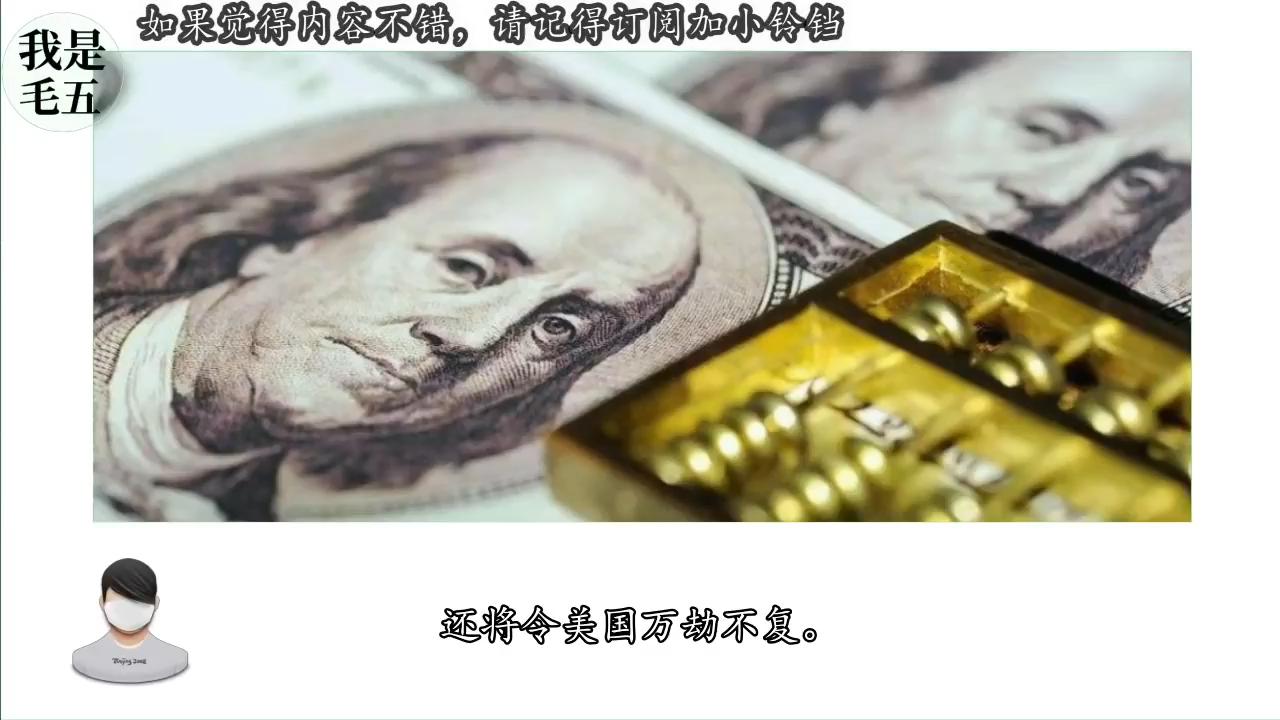 如果觉得内容不错，请记得订阅加小铃铛
我是
毛五
还将令美国万劫不复。